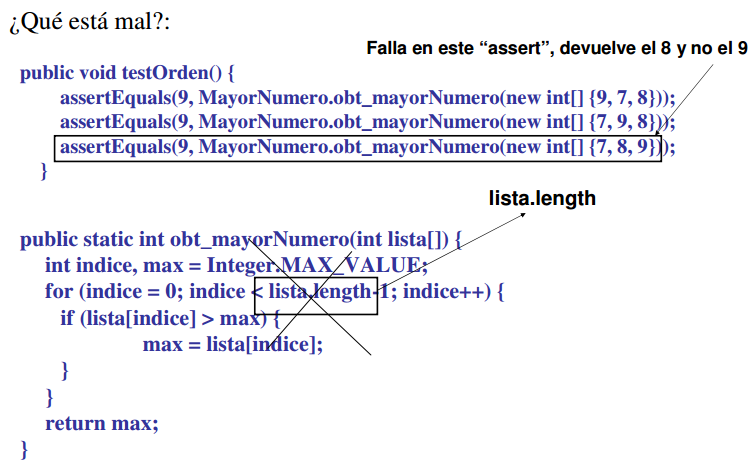 ¿Qué está mal?:
Falla en este “assert”, devuelve el 8 y no el 9
public void testOrden() {
assertEquals(9, MayorNumero.obt_mayorNumero(new int[] {9, 7, 8}));
assertEquals(9, MayorNumero.obt_mayorNumero(new int[] {7, 9, 8}));
assertEquals(9, MayorNumero.obt_mayorNumero(new int[] {7, 8, 9}));
}
lista.length
public static int obt_mayorNumero(int lista[]) {
int indice, max = Integer.MAX_VALUE;
for (indice = 0; indice < lista.length-1; indice++) {
if (lista[indice] > max) {
max = lista[indice];
}
}
return max;
}